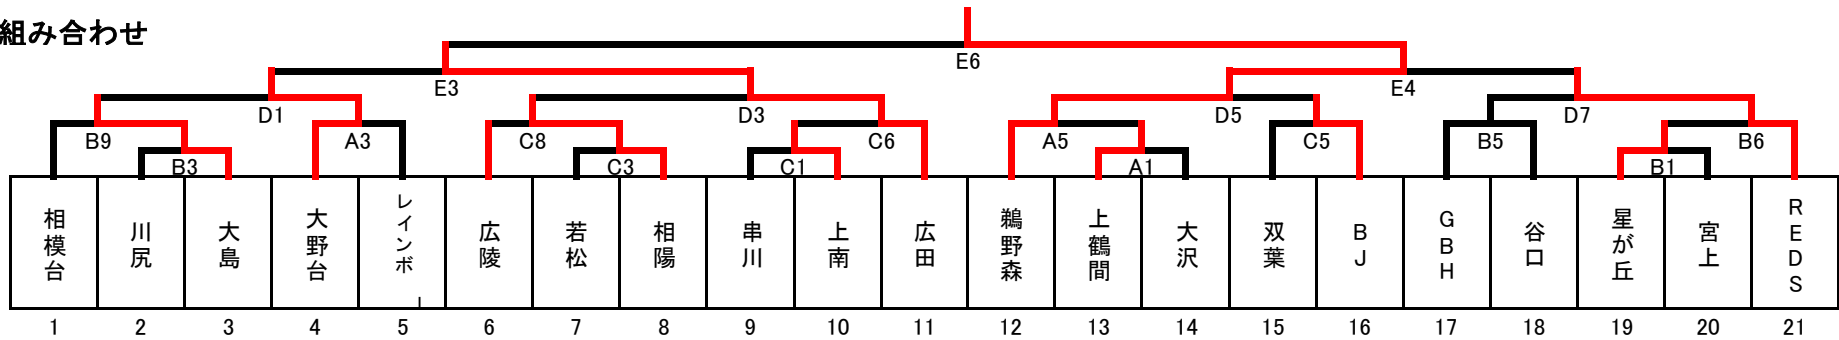 組み合わせ
E6
E3
E4
D1
D3
D5
D7
B9
A3
C8
C6
A5
C5
B5
B6
B3
C3
C1
A1
B1
相模台
川尻
大島
大野台
レインボー
広陵
若松
相陽
串川
上南
広田
鵜野森
上鶴間
大沢
双葉
BJ
GBH
谷口
星が丘
宮上
REDS
1 2 3 4 5 6 7 8 9 10 11 12 13 14 15 16 17 18 19 20 21